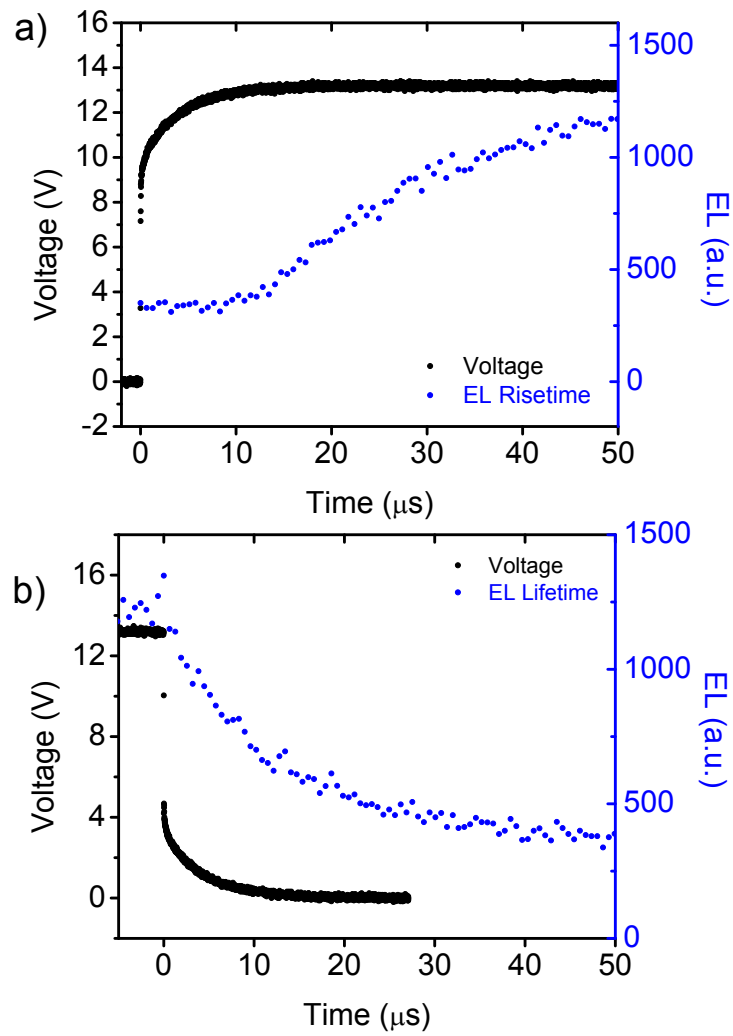 a)
16
14
12
10
8
6
4
2
0
-2
Voltage (V)
1500
1000
500
0
EL (a.u.)
Voltage
EL Risetime
0 10 20 30 40 50
Time (μs)
b)
16
12
8
4
0
Voltage (V)
1500
1000
500
0
EL (a.u.)
Voltage
EL Lifetime
0 10 20 30 40 50
Time (μs)